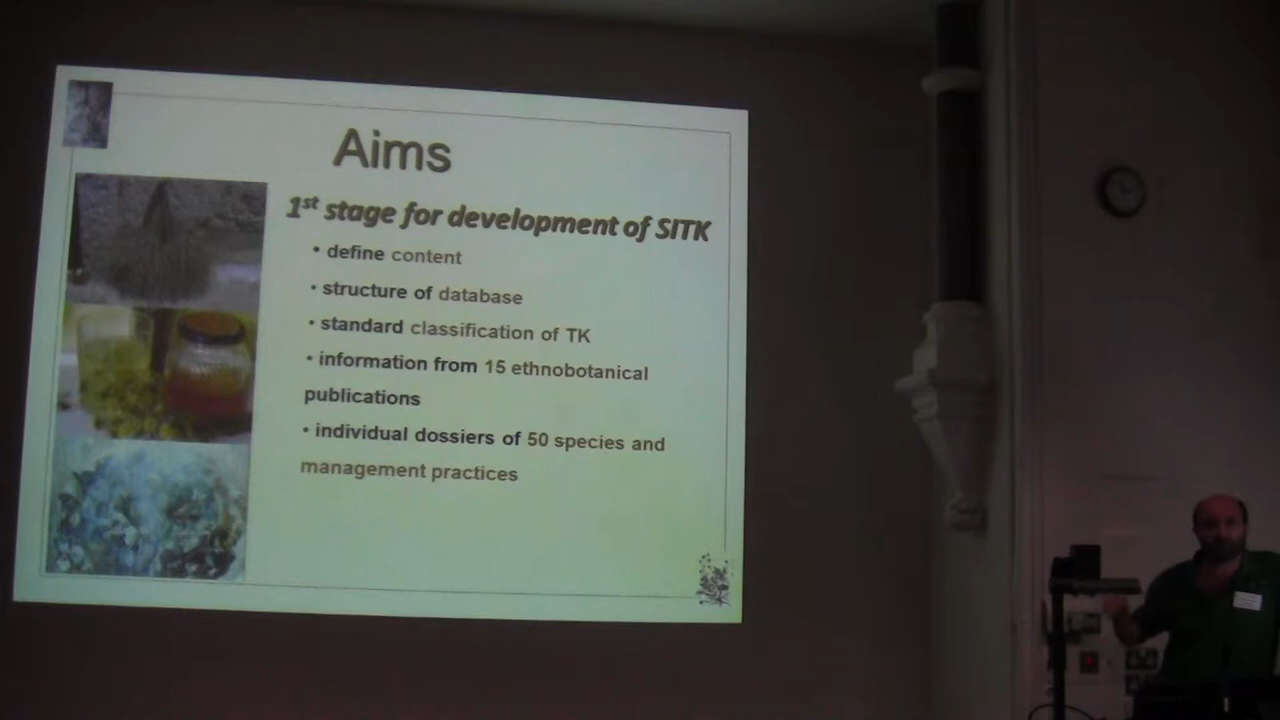 Aims
1st stage for development of SITK
• define content
• structure of database
• standard classification of TK
• information from 15 ethnobotanical
publications
• individual dossiers of 50 species and
management practices